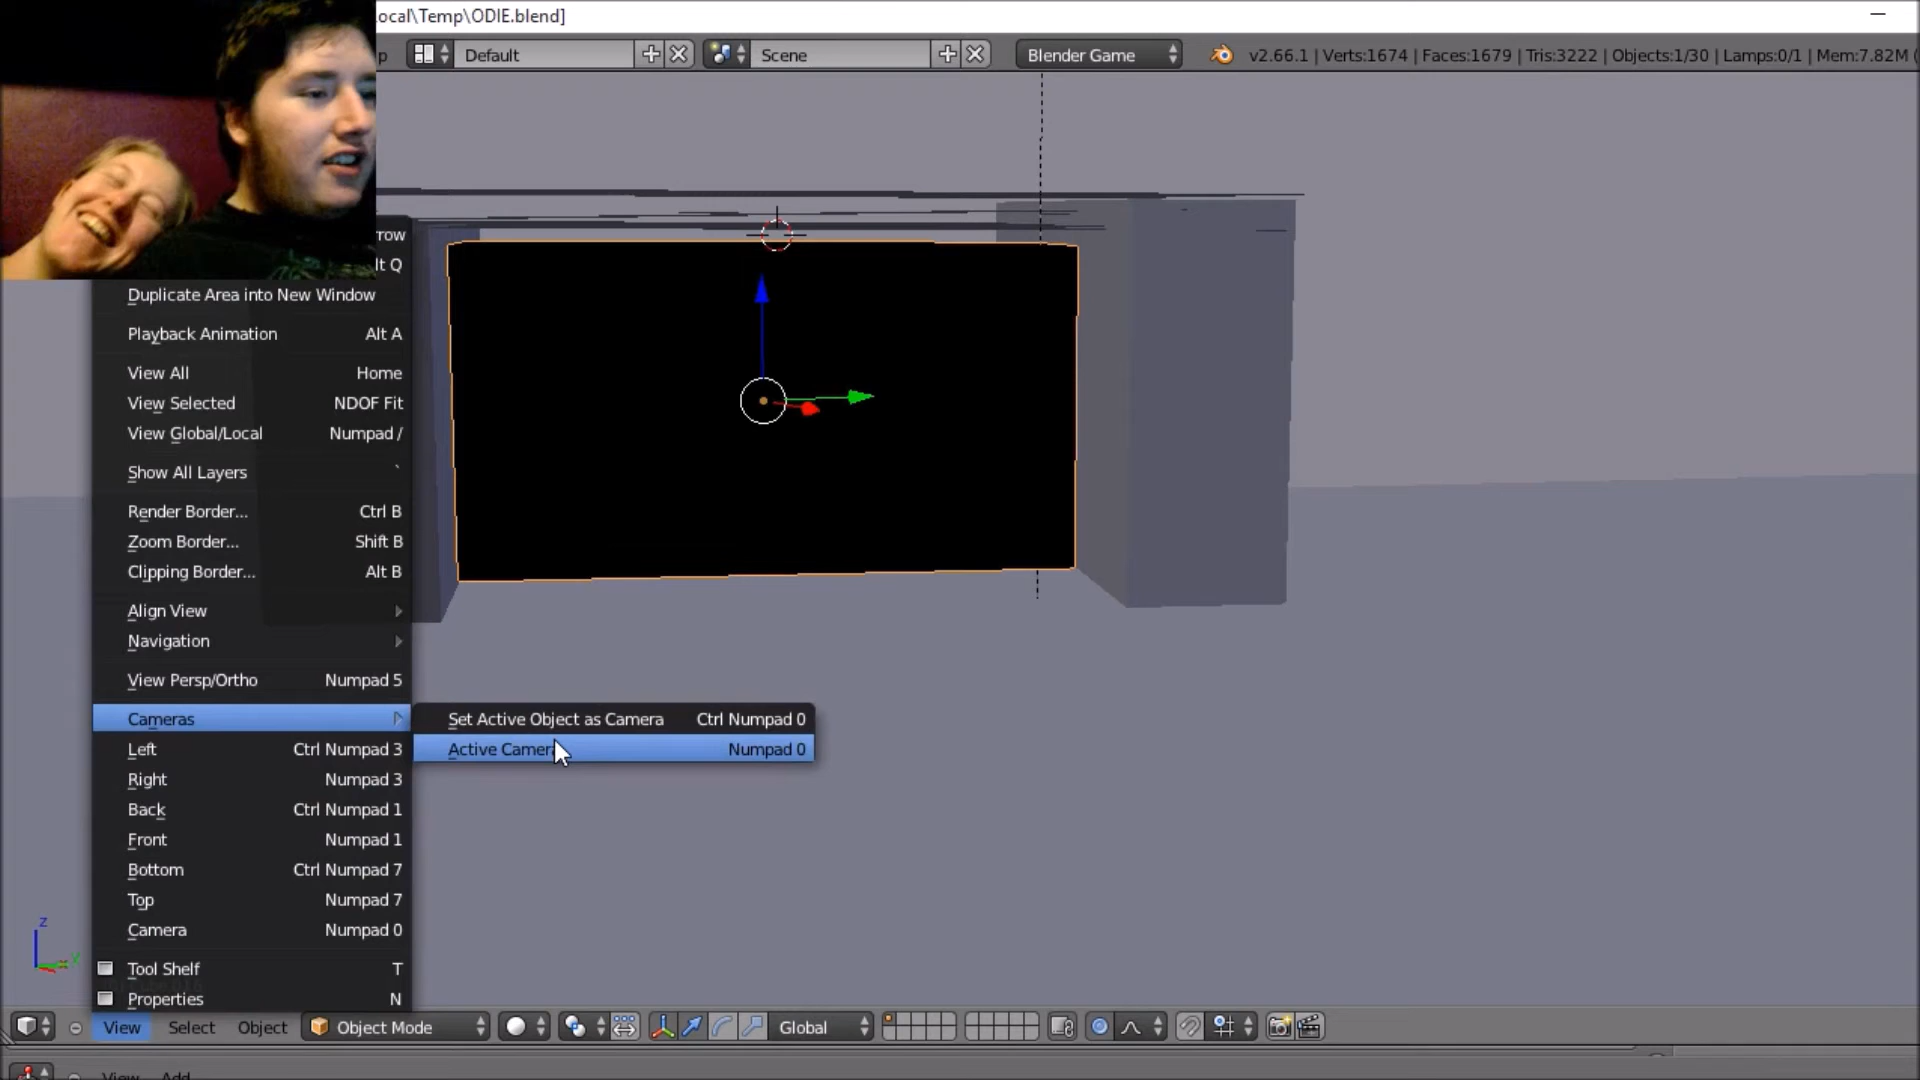 ocal\Temp\ODIE.blend]
p Default Scene Blender Game v2.66.1 | Verts:1674 | Faces:1679 | Tris:3222 | Objects:1/30 | Lamps:0/1 | Mem:7.82M (
rrow
lt Q
Duplicate Area into New Window
Playback Animation Alt A
View All Home
View Selected NDOF Fit
View Global/Local Numpad /
Show All Layers `
Render Border... Ctrl B
Zoom Border... Shift B
Clipping Border... Alt B
Align View
Navigation
View Persp/Ortho Numpad 5
Cameras
Set Active Object as Camera Ctrl Numpad 0
Left Ctrl Numpad 3
Active Camera Numpad 0
Right Numpad 3
Back Ctrl Numpad 1
Front Numpad 1
Bottom Ctrl Numpad 7
Top Numpad 7
Camera Numpad 0
z
Tool Shelf T
Properties N
View Select Object Object Mode Global
View Add